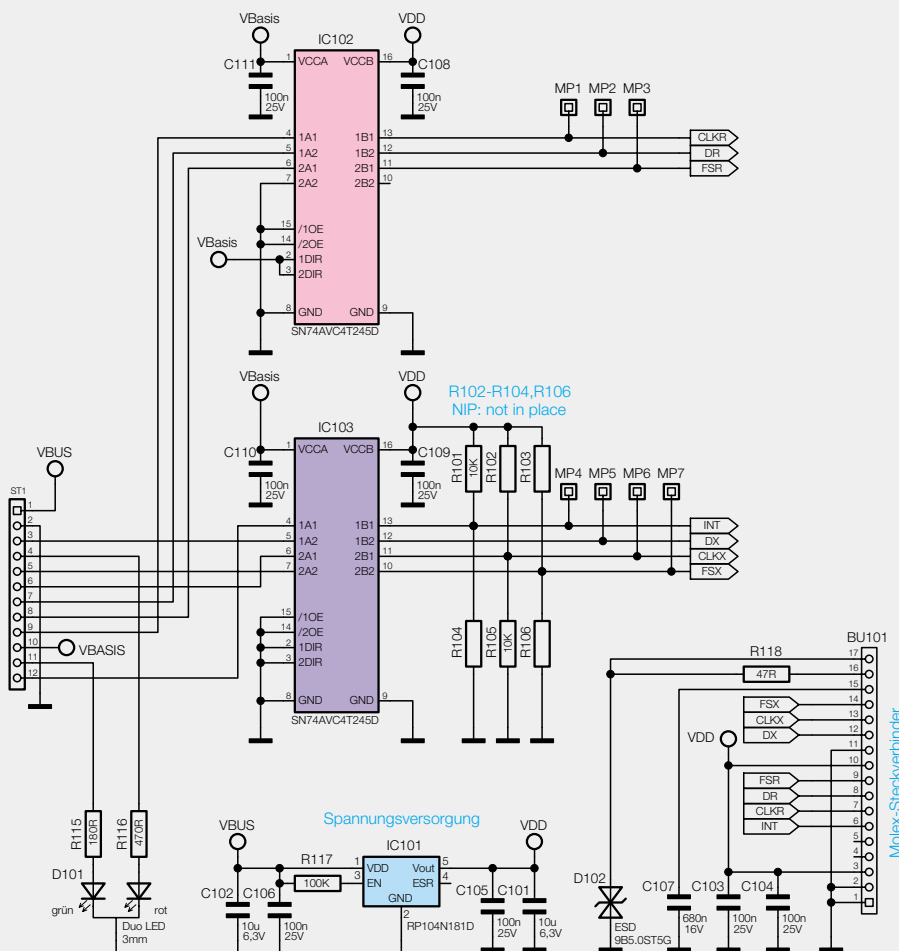 VBasis
VDD
IC102
C111
1
VCCA
VCCB
16
C108
100n
25V
100n
25V
MP1
MP2
MP3
4
1A1
1B1
13
CLKR
5
1A2
1B2
12
DR
6
2A1
2B1
11
FSR
7
2A2
2B2
10
15
/1OE
14
/2OE
VBasis
2
1DIR
3
2DIR
8
GND
GND
9
SN74AVC4T245D
VBasis
VDD
R102-R104,R106
NIP: not in place
IC103
C110
1
VCCA
VCCB
16
C109
100n
25V
100n
25V
R101
10K
R102
R103
MP4
MP5
MP6
MP7
VBUS
ST1
1
2
3
4
5
6
7
8
9
10
11
12
VBASIS
4
1A1
1B1
13
INT
5
1A2
1B2
12
DX
6
2A1
2B1
11
CLKX
7
2A2
2B2
10
FSX
15
/1OE
14
/2OE
2
1DIR
3
2DIR
8
GND
GND
9
SN74AVC4T245D
R104
R105
10K
R106
BU101
R118
47R
17
16
15
14
13
12
11
10
9
8
7
6
5
4
3
2
1
FSX
CLKX
DX
VDD
FSR
DR
CLKR
INT
Molex-Steckverbinder
R115
180R
R116
470R
D101
grün
rot
Duo LED
3mm
Spannungsversorgung
VBUS
VDD
IC101
R117
100K
1
VDD
Vout
5
3
EN
ESR
4
GND
2
RP104N181D
C102
10u
6,3V
C106
100n
25V
C105
100n
25V
C101
10u
6,3V
D102
ESD
9B5.0ST5G
C107
680n
16V
C103
100n
25V
C104
100n
25V